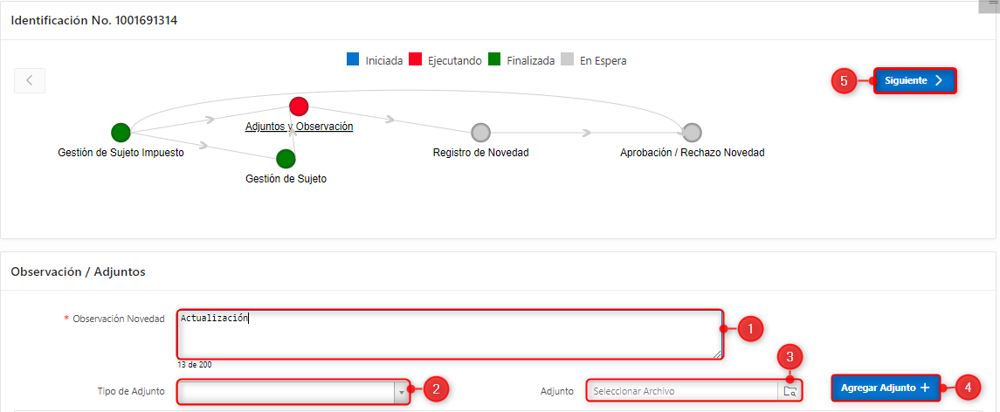 Identificación No. 1001691314
Iniciada Ejecutando Finalizada En Espera
5 Siguiente
Adjuntos y Observación
Gestión de Sujeto Impuesto
Registro de Novedad
Aprobación / Rechazo Novedad
Gestión de Sujeto
Observación / Adjuntos
* Observación Novedad
Actualización
1
13 de 200
3
Tipo de Adjunto
2
Adjunto
Seleccionar Archivo
Agregar Adjunto +
4